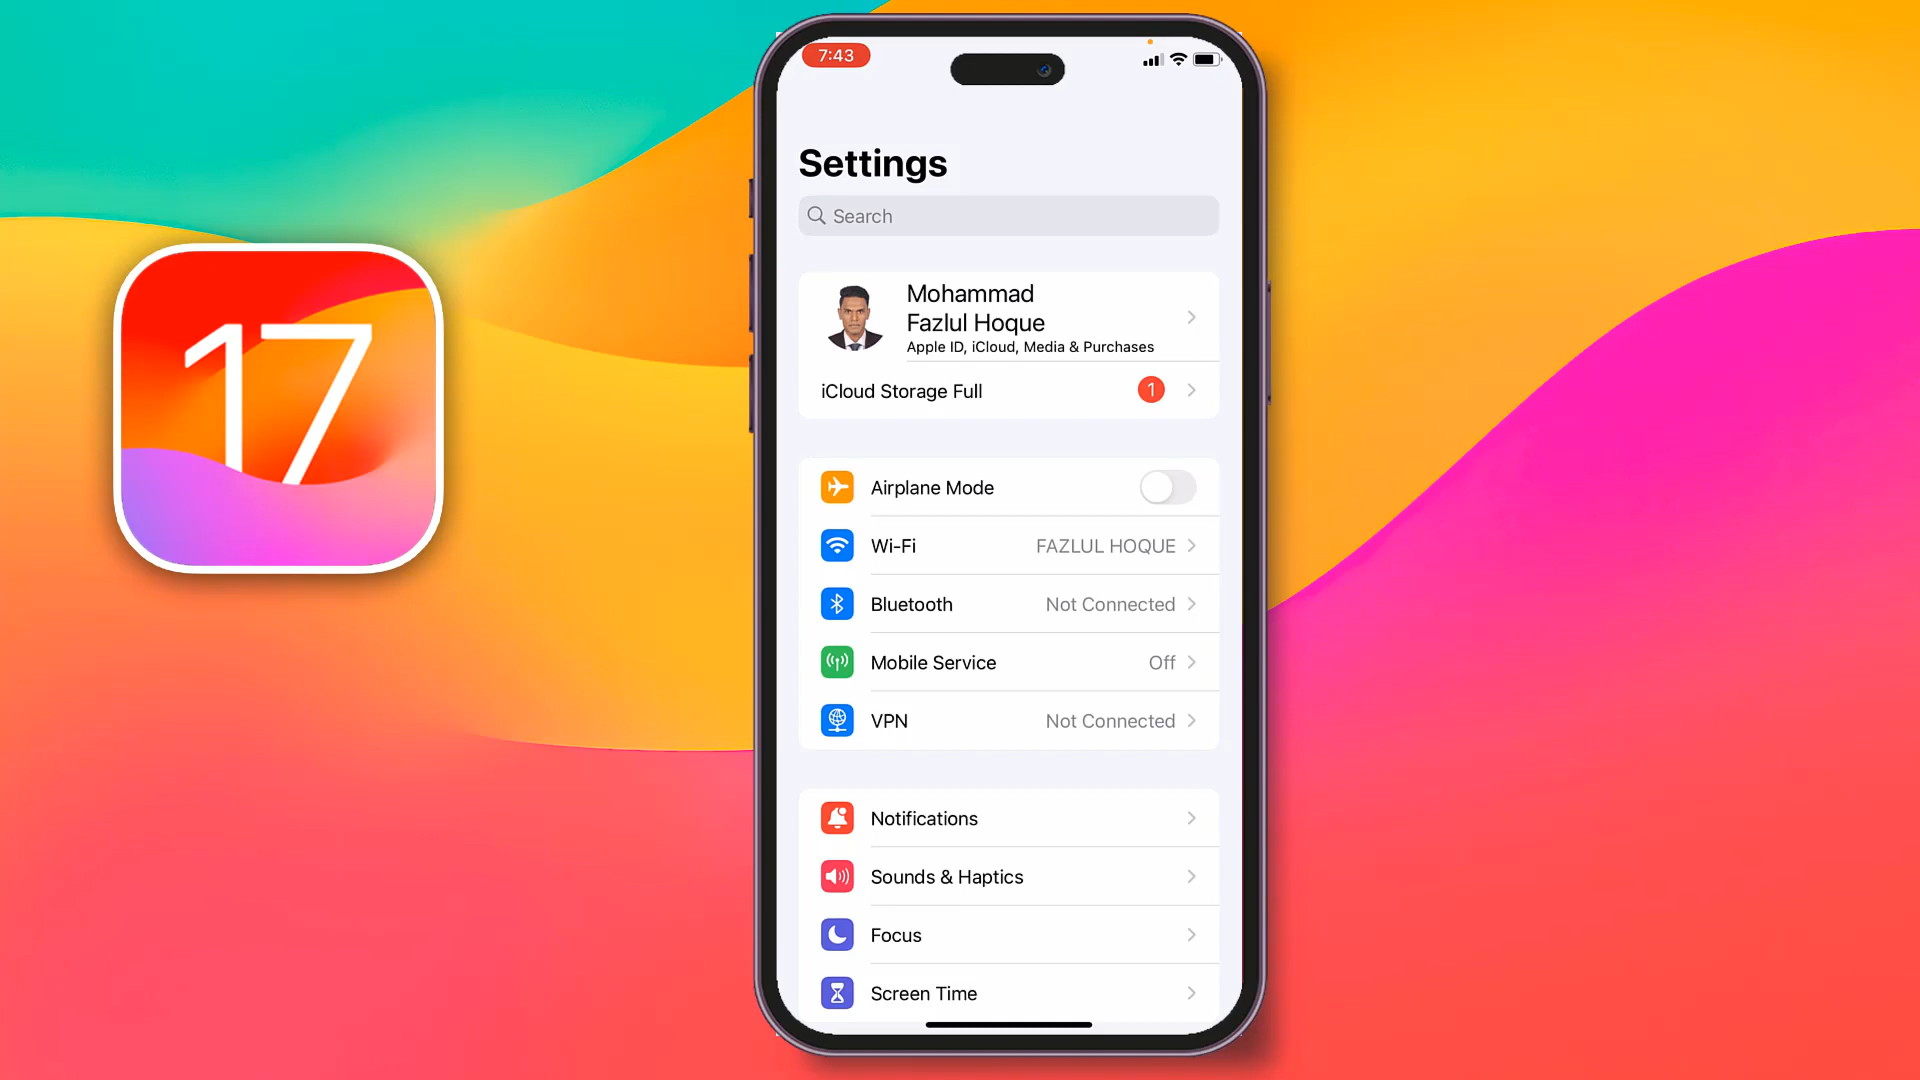 17
7:43
Settings
Search
Mohammad
Fazlul Hoque
Apple ID, iCloud, Media & Purchases
iCloud Storage Full 1
Airplane Mode
Wi-Fi FAZLUL HOQUE
Bluetooth Not Connected
Mobile Service Off
VPN Not Connected
Notifications
Sounds & Haptics
Focus
Screen Time